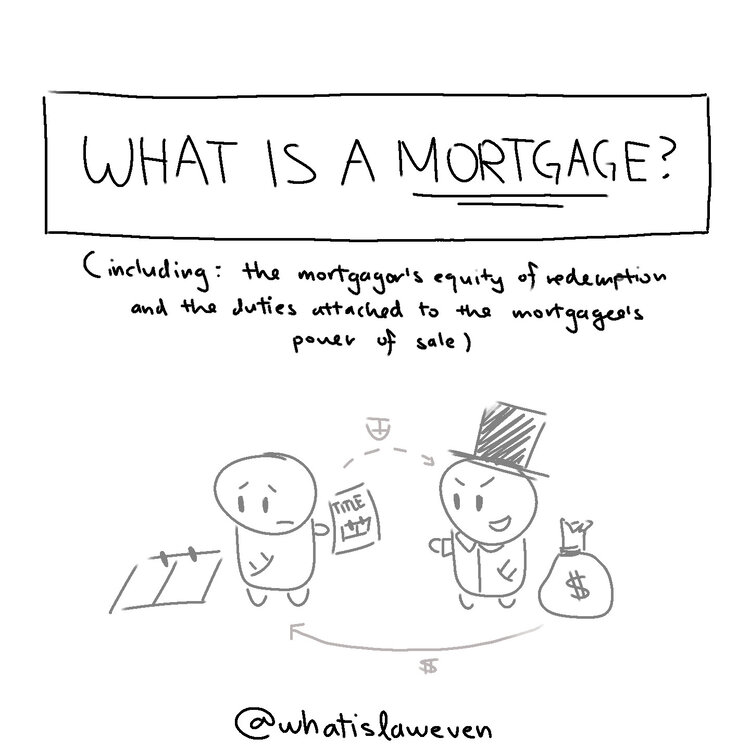 WHAT IS A MORTGAGE?
(including: the mortgagor's equity of redemption
and the duties attached to the mortgagee's
power of sale)
TITLE
$
$
@whatislaweven